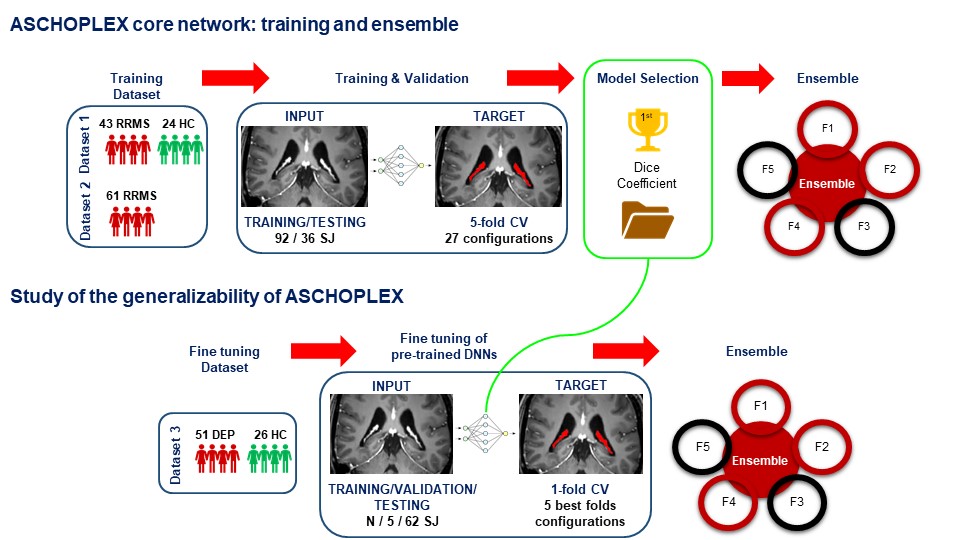 ASCHOPLEX core network: training and ensemble
Training
Dataset
Training & Validation
Model Selection
Ensemble
Dataset 1
43 RRMS
24 HC
Dataset 2
61 RRMS
INPUT
TARGET
TRAINING/TESTING
92 / 36 SJ
5-fold CV
27 configurations
1st
Dice
Coefficient
F1
F2
F3
F4
F5
Ensemble
Study of the generalizability of ASCHOPLEX
Fine tuning
Dataset
Fine tuning of
pre-trained DNNs
Ensemble
Dataset 3
51 DEP
26 HC
INPUT
TARGET
TRAINING/VALIDATION/
TESTING
N / 5 / 62 SJ
1-fold CV
5 best folds
configurations
F1
F2
F3
F4
F5
Ensemble